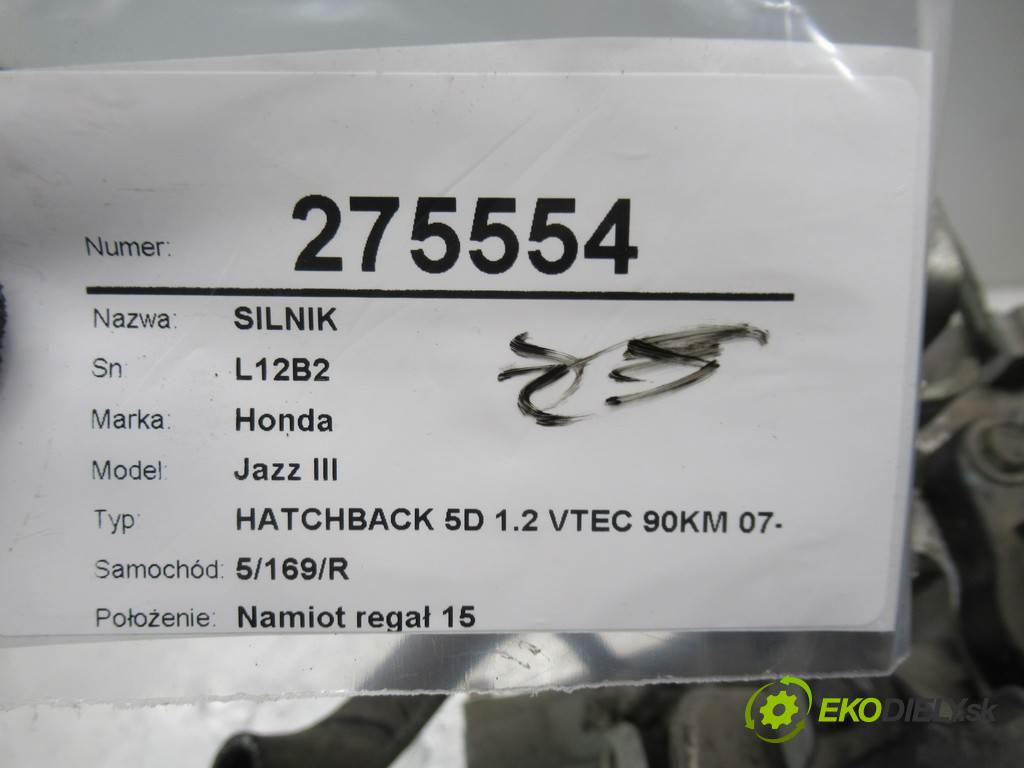 Numer: 275554
Nazwa: SILNIK
Sn: L12B2
Marka: Honda
Model: Jazz III
Typ: HATCHBACK 5D 1.2 VTEC 90KM 07-
Samochód: 5/169/R
Położenie: Namiot regał 15
EKODIELY.sk